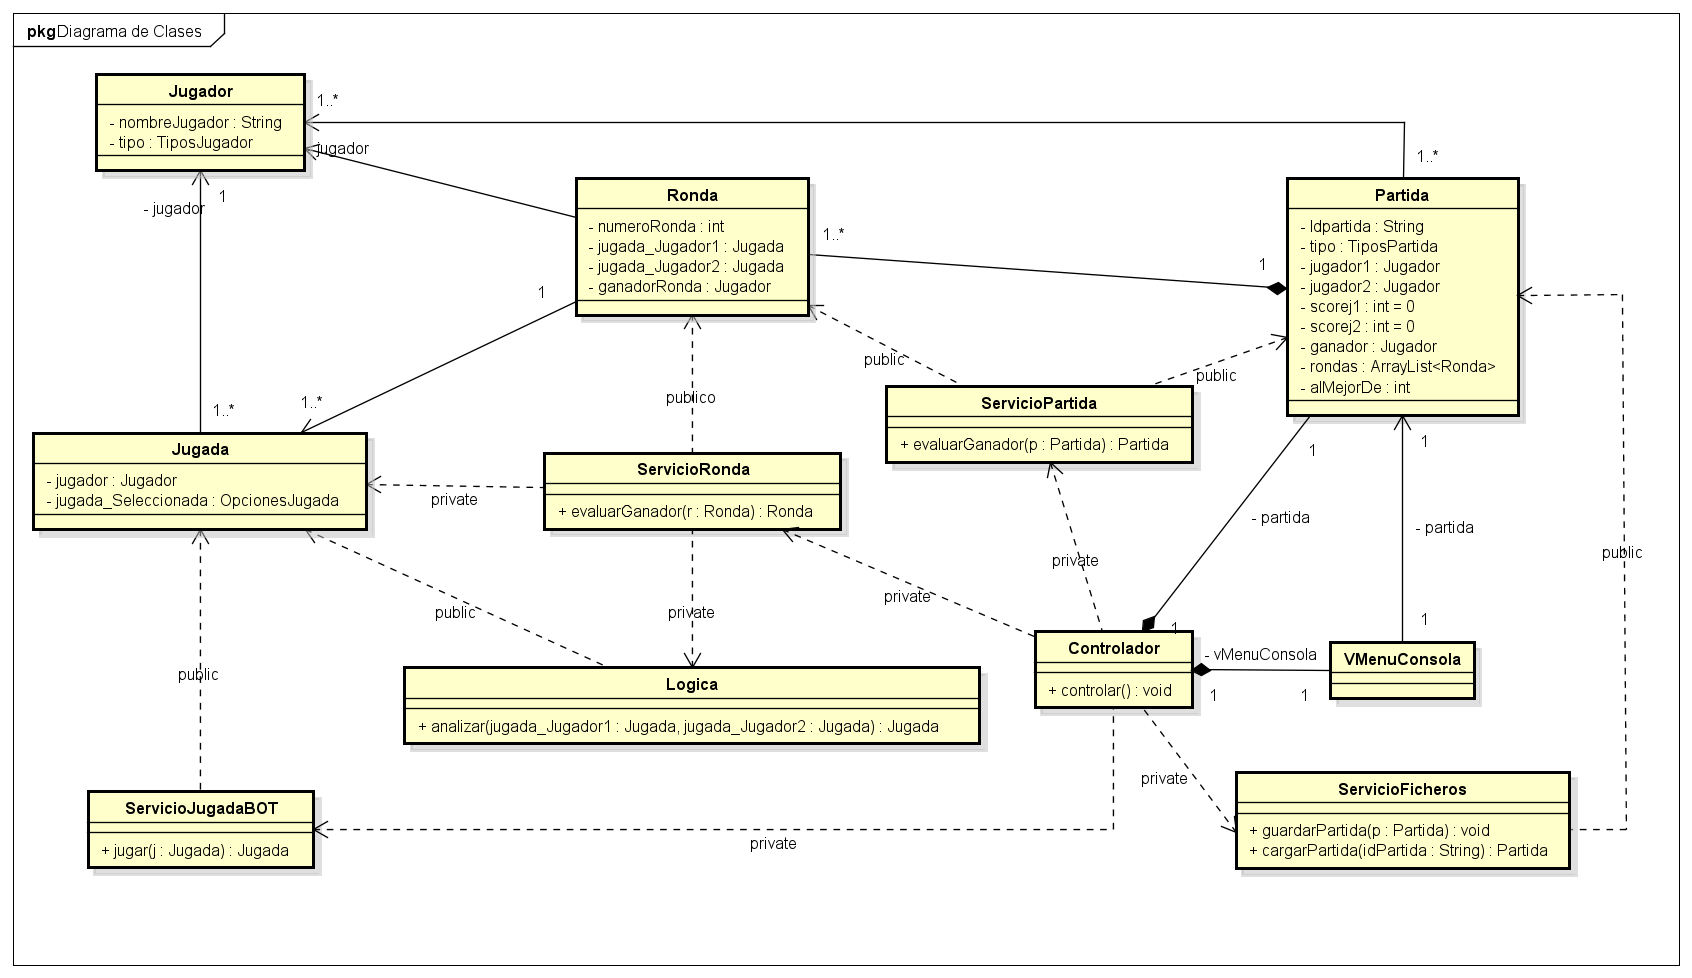 pkg Diagrama de Clases
Jugador
- nombreJugador : String
- tipo : TiposJugador
1..*
1..*
jugador
- jugador
1
Ronda
- numeroRonda : int
- jugada_Jugador1 : Jugada
- jugada_Jugador2 : Jugada
- ganadorRonda : Jugador
1..*
1
Partida
- Idpartida : String
- tipo : TiposPartida
- jugador1 : Jugador
- jugador2 : Jugador
- scorej1 : int = 0
- scorej2 : int = 0
- ganador : Jugador
- rondas : ArrayList<Ronda>
- alMejorDe : int
1
1..*
1..*
public
public
publico
ServicioPartida
+ evaluarGanador(p : Partida) : Partida
Jugada
- jugador : Jugador
- jugada_Seleccionada : OpcionesJugada
private
ServicioRonda
+ evaluarGanador(r : Ronda) : Ronda
1
1
- partida
- partida
public
private
private
public
private
1
1
Controlador
+ controlar() : void
- vMenuConsola
1
1
VMenuConsola
public
Logica
+ analizar(jugada_Jugador1 : Jugada, jugada_Jugador2 : Jugada) : Jugada
private
ServicioJugadaBOT
+ jugar(j : Jugada) : Jugada
private
ServicioFicheros
+ guardarPartida(p : Partida) : void
+ cargarPartida(idPartida : String) : Partida